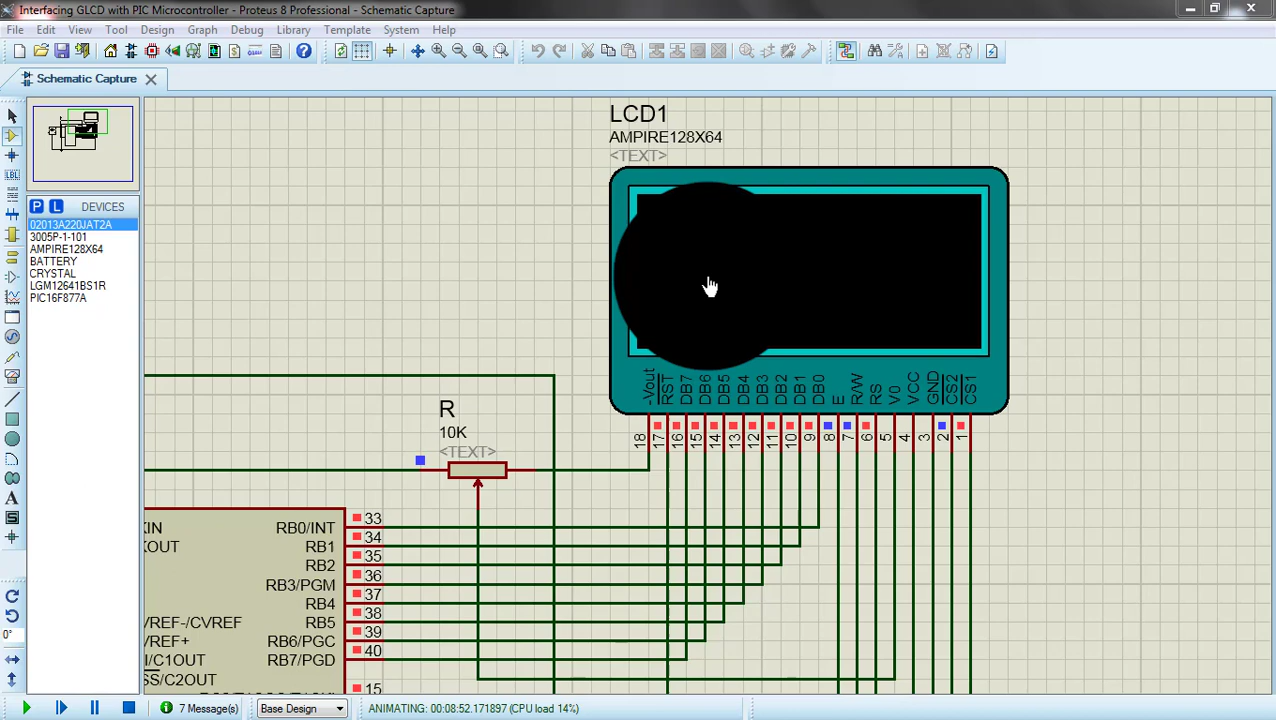 Interfacing GLCD with PIC Microcontroller - Proteus 8 Professional - Schematic Capture
File Edit View Tool Design Graph Debug Library Template System Help
Schematic Capture
LCD1
AMPIRE128X64
<TEXT>
LBL
P L DEVICES
02013A220JAT2A
3005P-1-101
AMPIRE128X64
BATTERY
CRYSTAL
LGM12641BS1R
PIC16F877A
-Vout RST DB7 DB6 DB5 DB4 DB3 DB2 DB1 DB0 E R/W RS V0 VCC GND CS2 CS1
18 17 16 15 14 13 12 11 10 9 8 7 6 5 4 3 2 1
R
10K
<TEXT>
KIN RB0/INT 33
KOUT RB1 34
RB2 35
RB3/PGM 36
RB4 37
/REF-/CVREF RB5 38
/REF+ RB6/PGC 39
I/C1OUT RB7/PGD 40
SS/C2OUT
15
A
S
0°
7 Message(s) Base Design ANIMATING: 00:08:52.171897 (CPU load 14%)